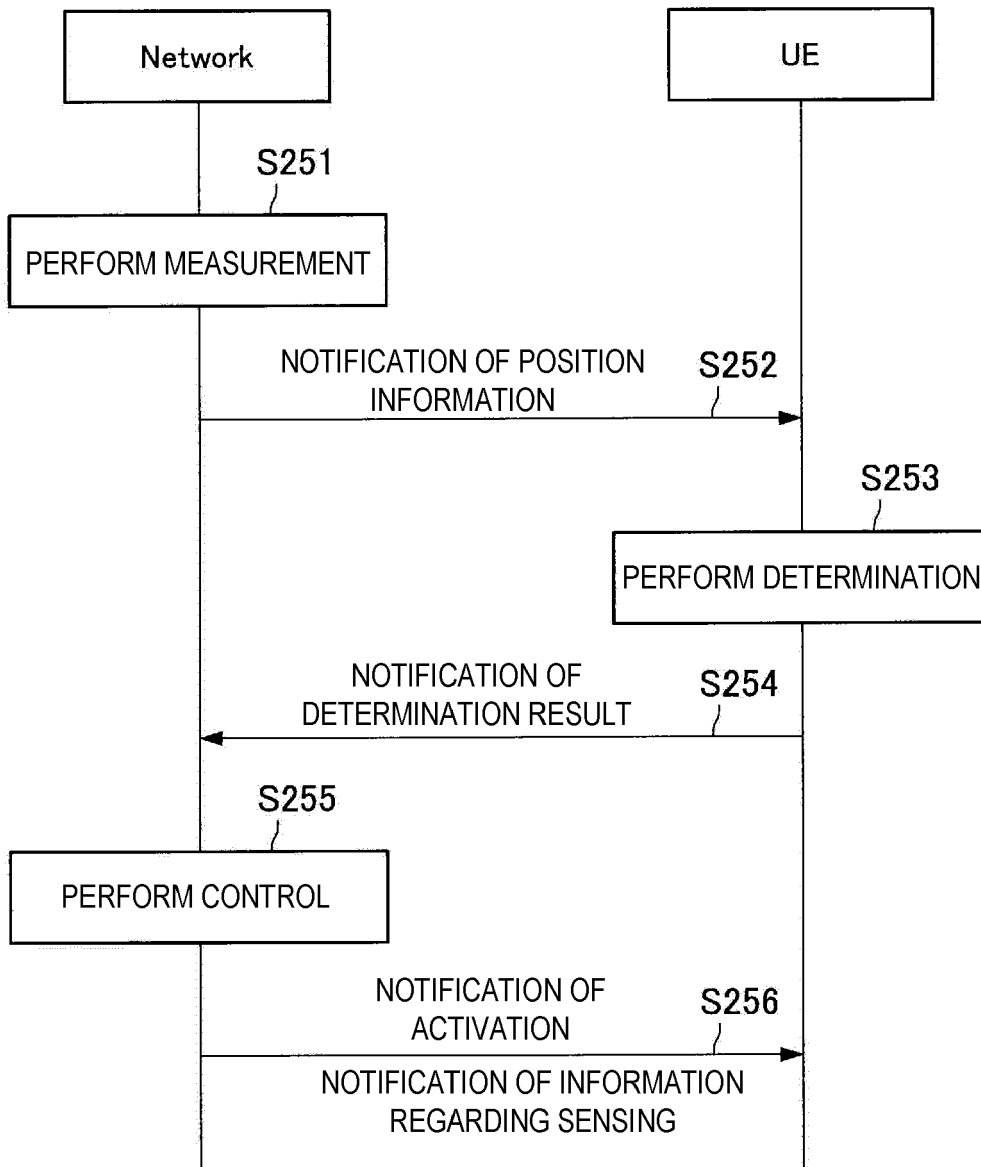 Network
UE
S251
PERFORM MEASUREMENT
NOTIFICATION OF POSITION
INFORMATION
S252
S253
PERFORM DETERMINATION
NOTIFICATION OF
DETERMINATION RESULT
S254
S255
PERFORM CONTROL
NOTIFICATION OF
ACTIVATION
S256
NOTIFICATION OF INFORMATION
REGARDING SENSING